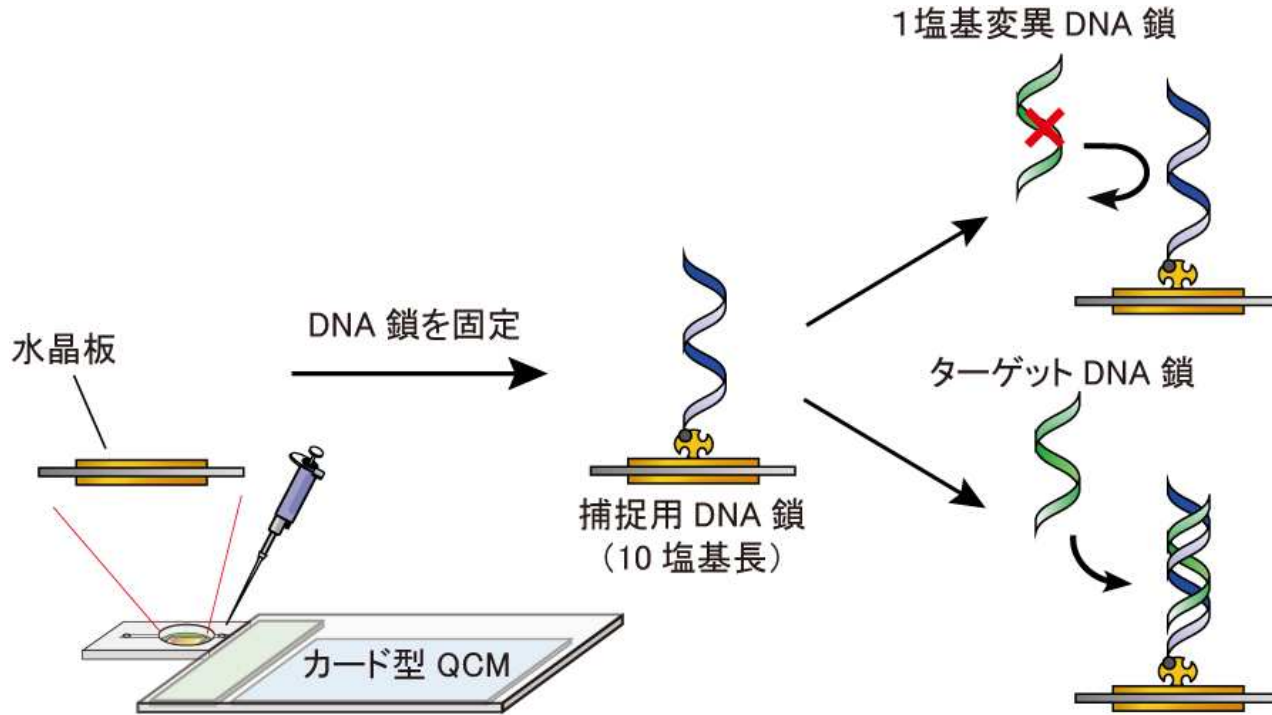 1塩基変異 DNA 鎖
DNA 鎖を固定
水晶板
ターゲット DNA 鎖
捕捉用 DNA 鎖
（10 塩基長）
カード型 QCM